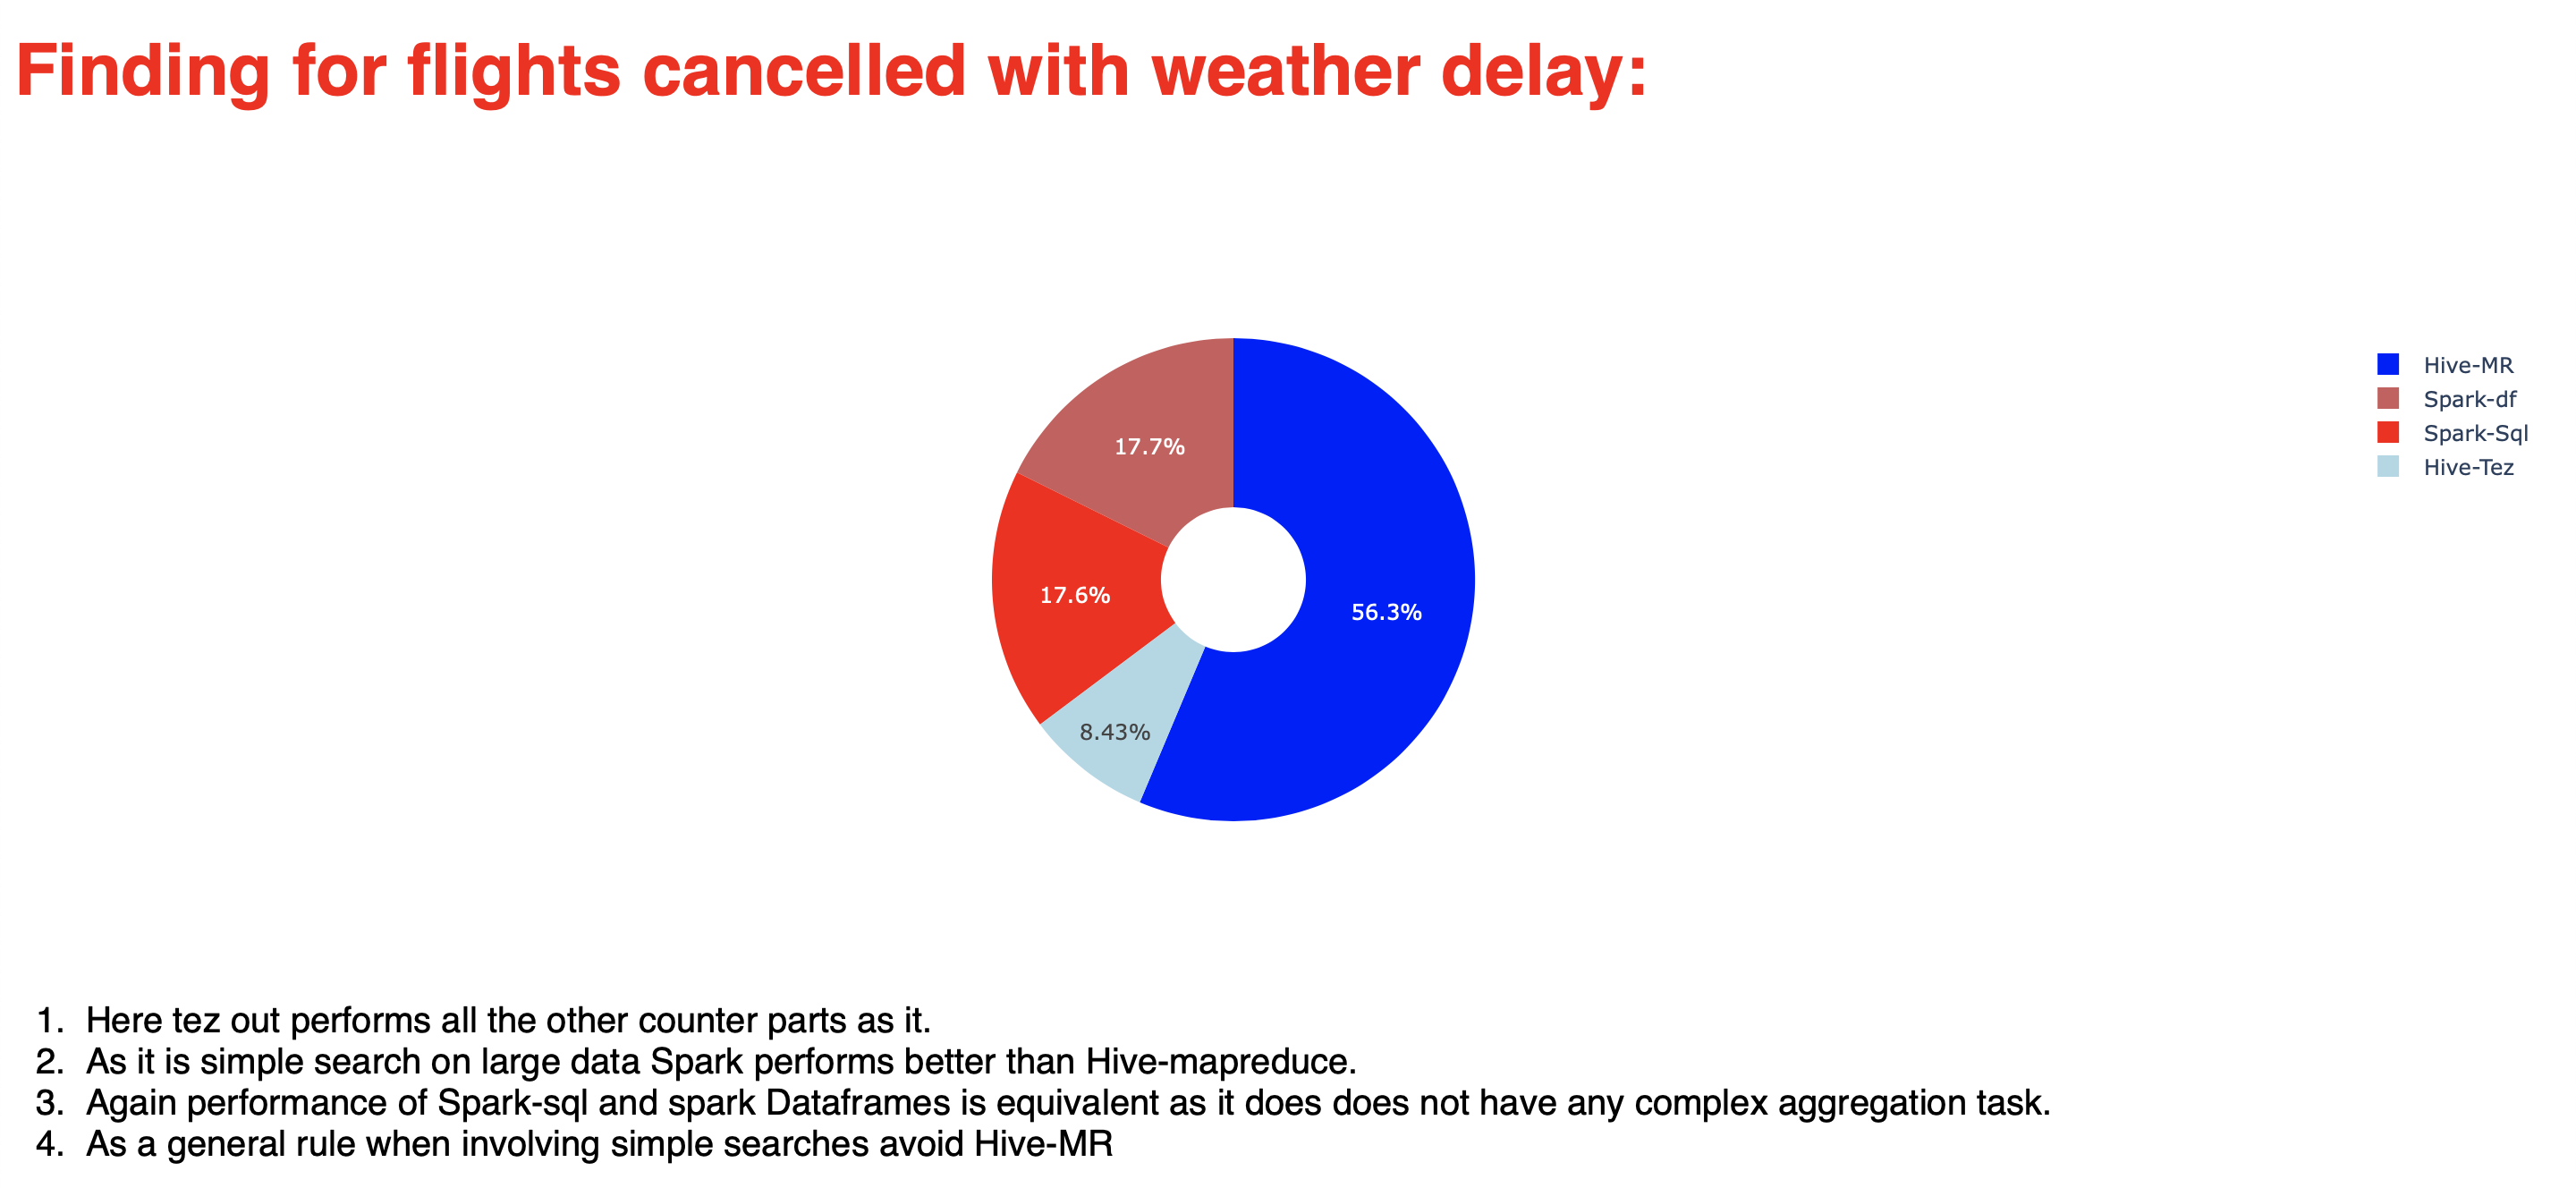 Finding for flights cancelled with weather delay:
Hive-MR
Spark-df
Spark-Sql
Hive-Tez
17.7%
17.6%
56.3%
8.43%
1. Here tez out performs all the other counter parts as it.
2. As it is simple search on large data Spark performs better than Hive-mapreduce.
3. Again performance of Spark-sql and spark Dataframes is equivalent as it does does not have any complex aggregation task.
4. As a general rule when involving simple searches avoid Hive-MR